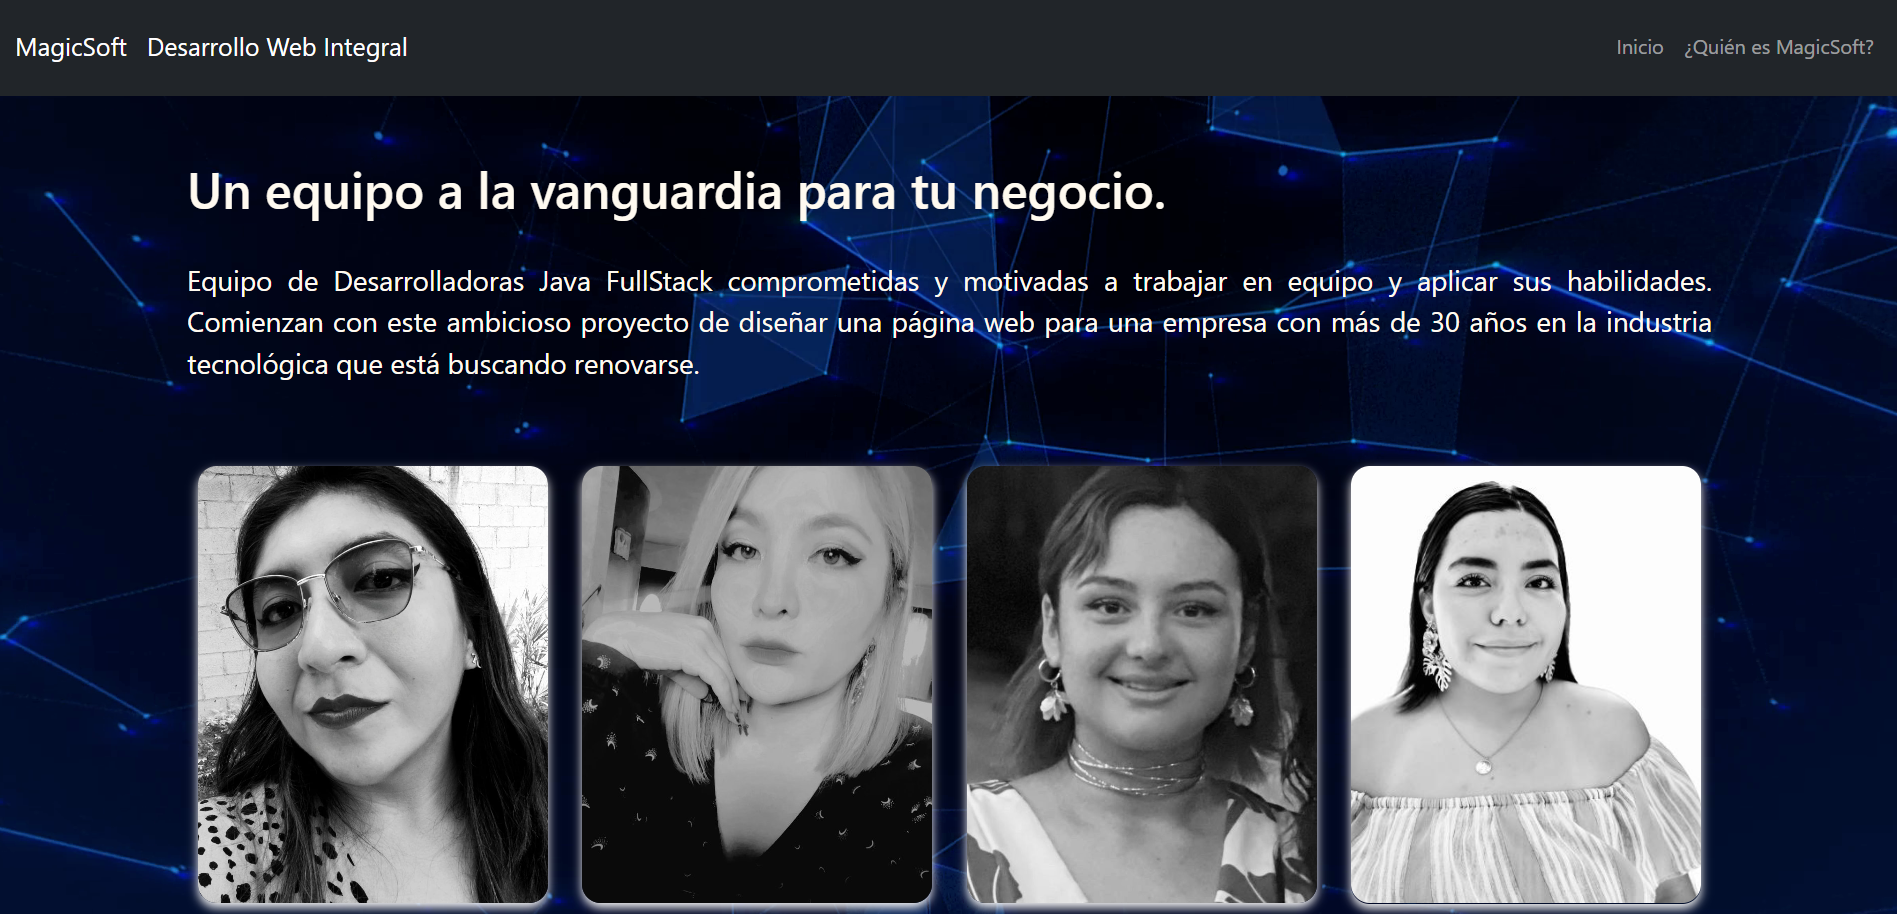 MagicSoft Desarrollo Web Integral
Inicio ¿Quién es MagicSoft?
Un equipo a la vanguardia para tu negocio.
Equipo de Desarrolladoras Java FullStack comprometidas y motivadas a trabajar en equipo y aplicar sus habilidades.
Comienzan con este ambicioso proyecto de diseñar una página web para una empresa con más de 30 años en la industria
tecnológica que está buscando renovarse.